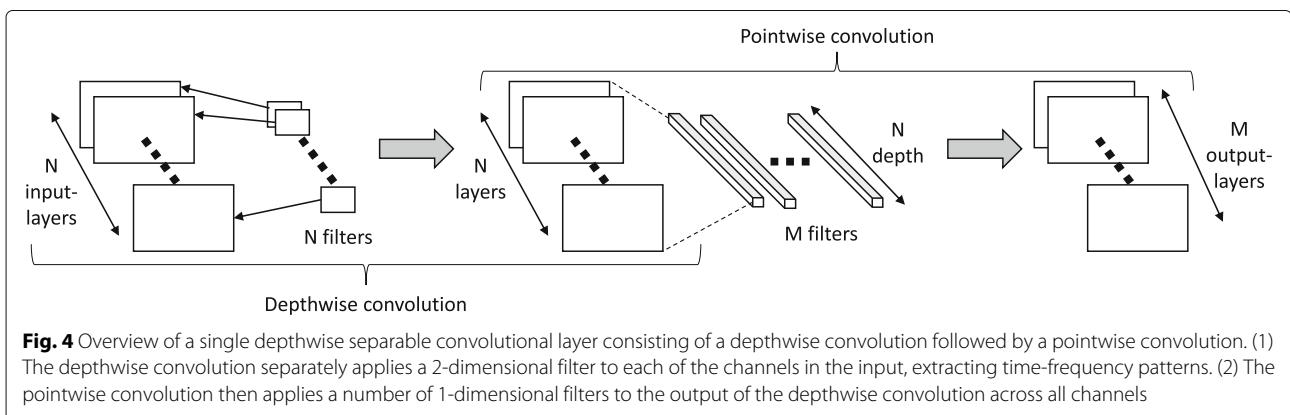 Pointwise convolution
N
input-
layers
N filters
N
layers
M filters
N
depth
M
output-
layers
Depthwise convolution
Fig. 4 Overview of a single depthwise separable convolutional layer consisting of a depthwise convolution followed by a pointwise convolution. (1)
The depthwise convolution separately applies a 2-dimensional filter to each of the channels in the input, extracting time-frequency patterns. (2) The
pointwise convolution then applies a number of 1-dimensional filters to the output of the depthwise convolution across all channels